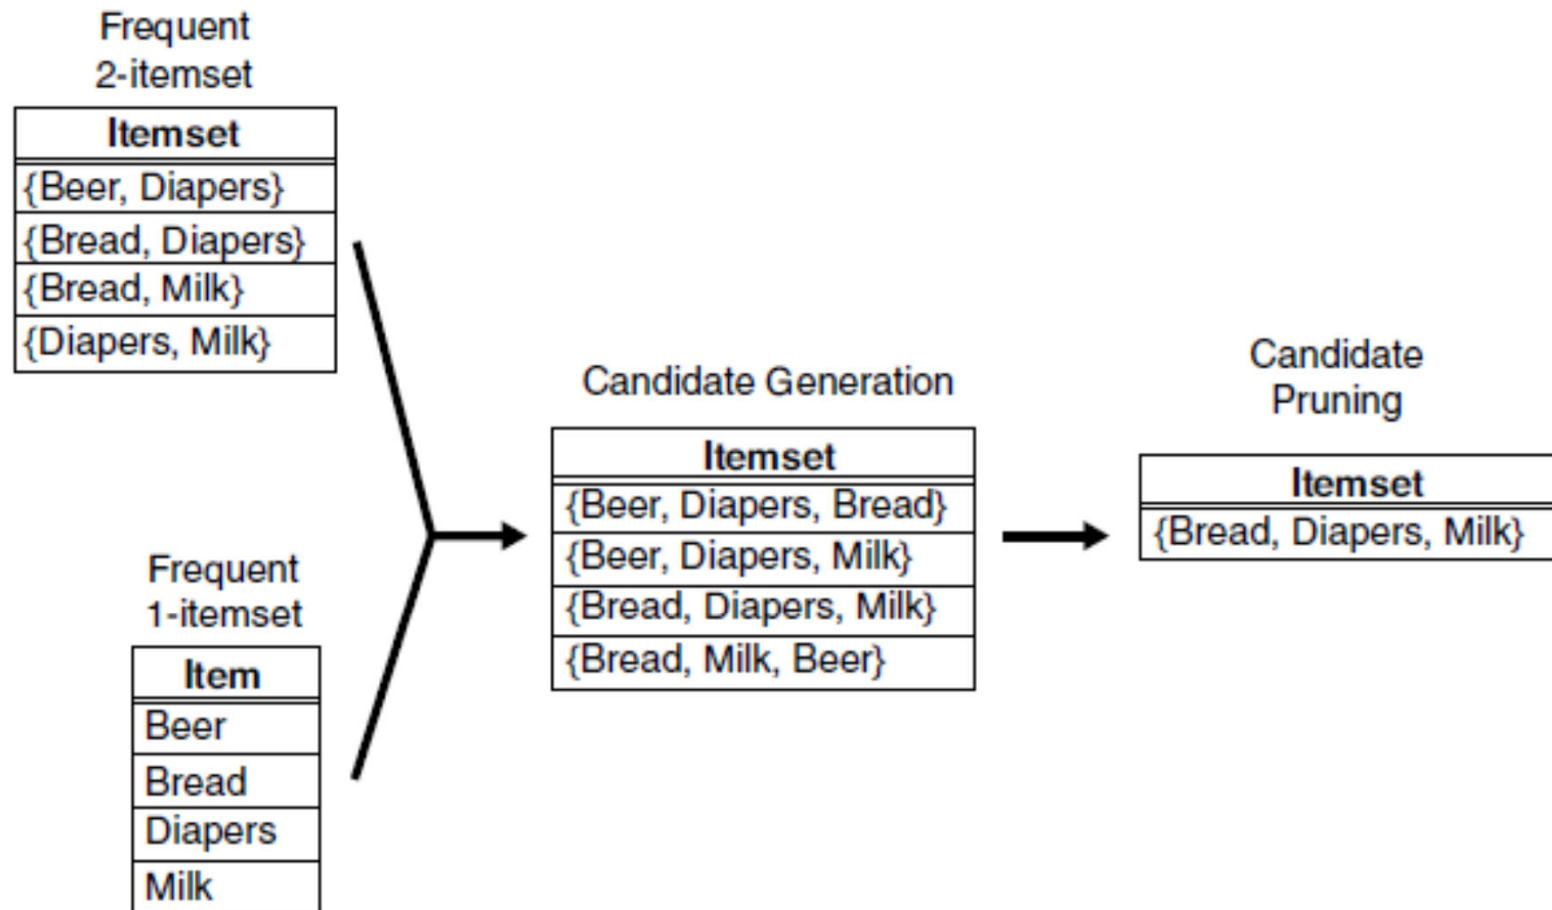 Frequent
2-itemset
Itemset
{Beer, Diapers}
{Bread, Diapers}
{Bread, Milk}
{Diapers, Milk}
Frequent
1-itemset
Item
Beer
Bread
Diapers
Milk
Candidate Generation
Itemset
{Beer, Diapers, Bread}
{Beer, Diapers, Milk}
{Bread, Diapers, Milk}
{Bread, Milk, Beer}
Candidate
Pruning
Itemset
{Bread, Diapers, Milk}